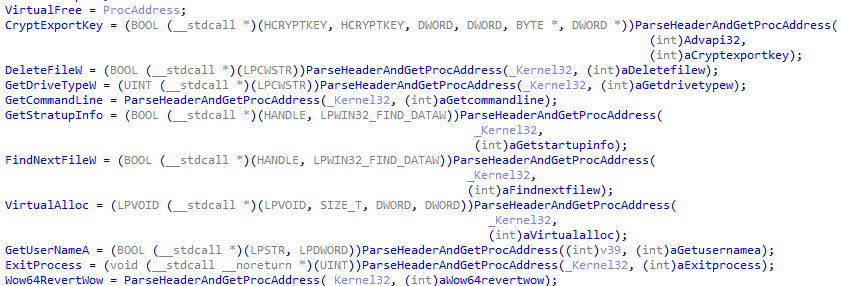 VirtualFree = ProcAddress;
CryptExportKey = (BOOL (__stdcall *)(HCRYPTKEY, HCRYPTKEY, DWORD, DWORD, BYTE *, DWORD *))ParseHeaderAndGetProcAddress(
(int)Advapi32,
(int)aCryptexportkey);
DeleteFileW = (BOOL (__stdcall *)(LPCWSTR))ParseHeaderAndGetProcAddress(_Kernel32, (int)aDeletefilew);
GetDriveTypeW = (UINT (__stdcall *)(LPCWSTR))ParseHeaderAndGetProcAddress(_Kernel32, (int)aGetdrivetypew);
GetCommandLine = ParseHeaderAndGetProcAddress(_Kernel32, (int)aGetcommandline);
GetStratupInfo = (BOOL (__stdcall *)(HANDLE, LPWIN32_FIND_DATAW))ParseHeaderAndGetProcAddress(
_Kernel32,
(int)aGetstartupinfo);
FindNextFileW = (BOOL (__stdcall *)(HANDLE, LPWIN32_FIND_DATAW))ParseHeaderAndGetProcAddress(
_Kernel32,
(int)aFindnextfilew);
VirtualAlloc = (LPVOID (__stdcall *)(LPVOID, SIZE_T, DWORD, DWORD))ParseHeaderAndGetProcAddress(
_Kernel32,
(int)aVirtualalloc);
GetUserNameA = (BOOL (__stdcall *)(LPSTR, LPDWORD))ParseHeaderAndGetProcAddress((int)v39, (int)aGetusernamea);
ExitProcess = (void (__stdcall __noreturn *)(UINT))ParseHeaderAndGetProcAddress(_Kernel32, (int)aExitprocess);
Wow64RevertWow = ParseHeaderAndGetProcAddress(_Kernel32, (int)aWow64revertwow);